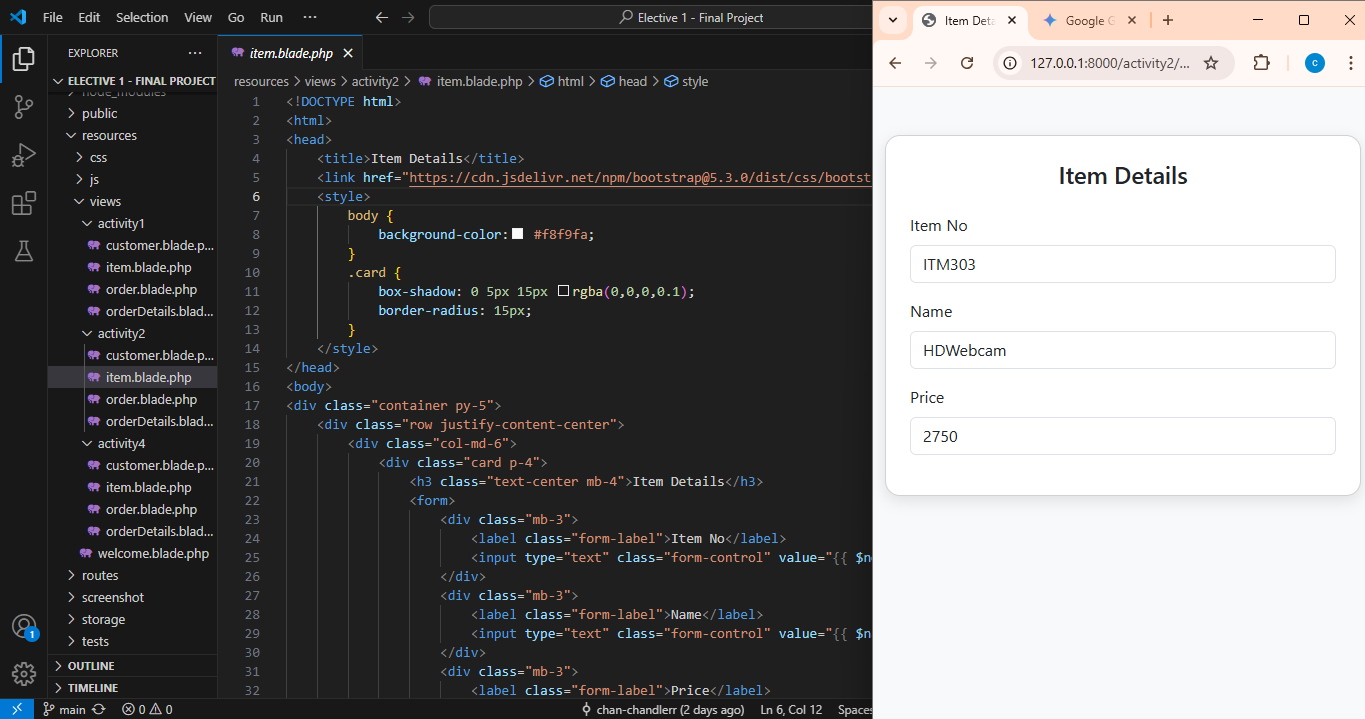 File Edit Selection View Go Run ··· Elective 1 - Final Project
EXPLORER ···
ELECTIVE 1 - FINAL PROJECT
node_modules
public
resources
css
js
views
activity1
customer.blade.p...
item.blade.php
order.blade.php
orderDetails.blad...
activity2
customer.blade.p...
item.blade.php
order.blade.php
orderDetails.blad...
activity4
customer.blade.p...
item.blade.php
order.blade.php
orderDetails.blad...
welcome.blade.php
routes
screenshot
storage
tests
OUTLINE
TIMELINE
item.blade.php
resources > views > activity2 > item.blade.php > html > head > style
1 <!DOCTYPE html>
2 <html>
3 <head>
4 <title>Item Details</title>
5 <link href="https://cdn.jsdelivr.net/npm/bootstrap@5.3.0/dist/css/bootst
6 <style>
7 body {
8 background-color: #f8f9fa;
9 }
10 .card {
11 box-shadow: 0 5px 15px rgba(0,0,0,0.1);
12 border-radius: 15px;
13 }
14 </style>
15 </head>
16 <body>
17 <div class="container py-5">
18 <div class="row justify-content-center">
19 <div class="col-md-6">
20 <div class="card p-4">
21 <h3 class="text-center mb-4">Item Details</h3>
22 <form>
23 <div class="mb-3">
24 <label class="form-label">Item No</label>
25 <input type="text" class="form-control" value="{{ $n
26 </div>
27 <div class="mb-3">
28 <label class="form-label">Name</label>
29 <input type="text" class="form-control" value="{{ $n
30 </div>
31 <div class="mb-3">
32 <label class="form-label">Price</label>
1
main 0 0 chan-chandlerr (2 days ago) Ln 6, Col 12 Spaces
Item Deta Google G
127.0.0.1:8000/activity2/... c
Item Details
Item No
ITM303
Name
HDWebcam
Price
2750